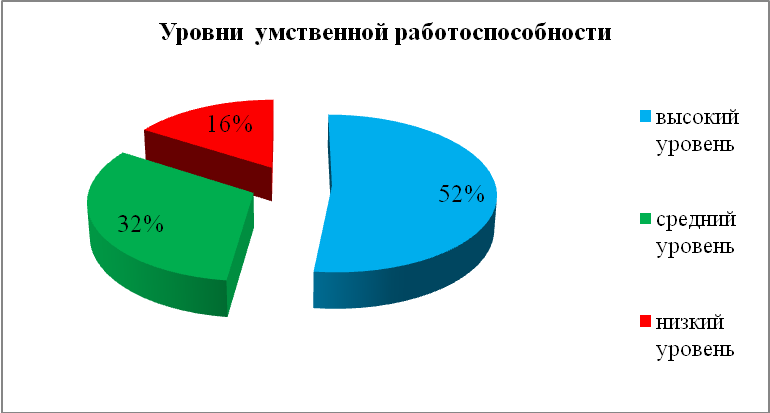 Уровни умственной работоспособности
16%
52%
32%
высокий
уровень
средний
уровень
низкий
уровень